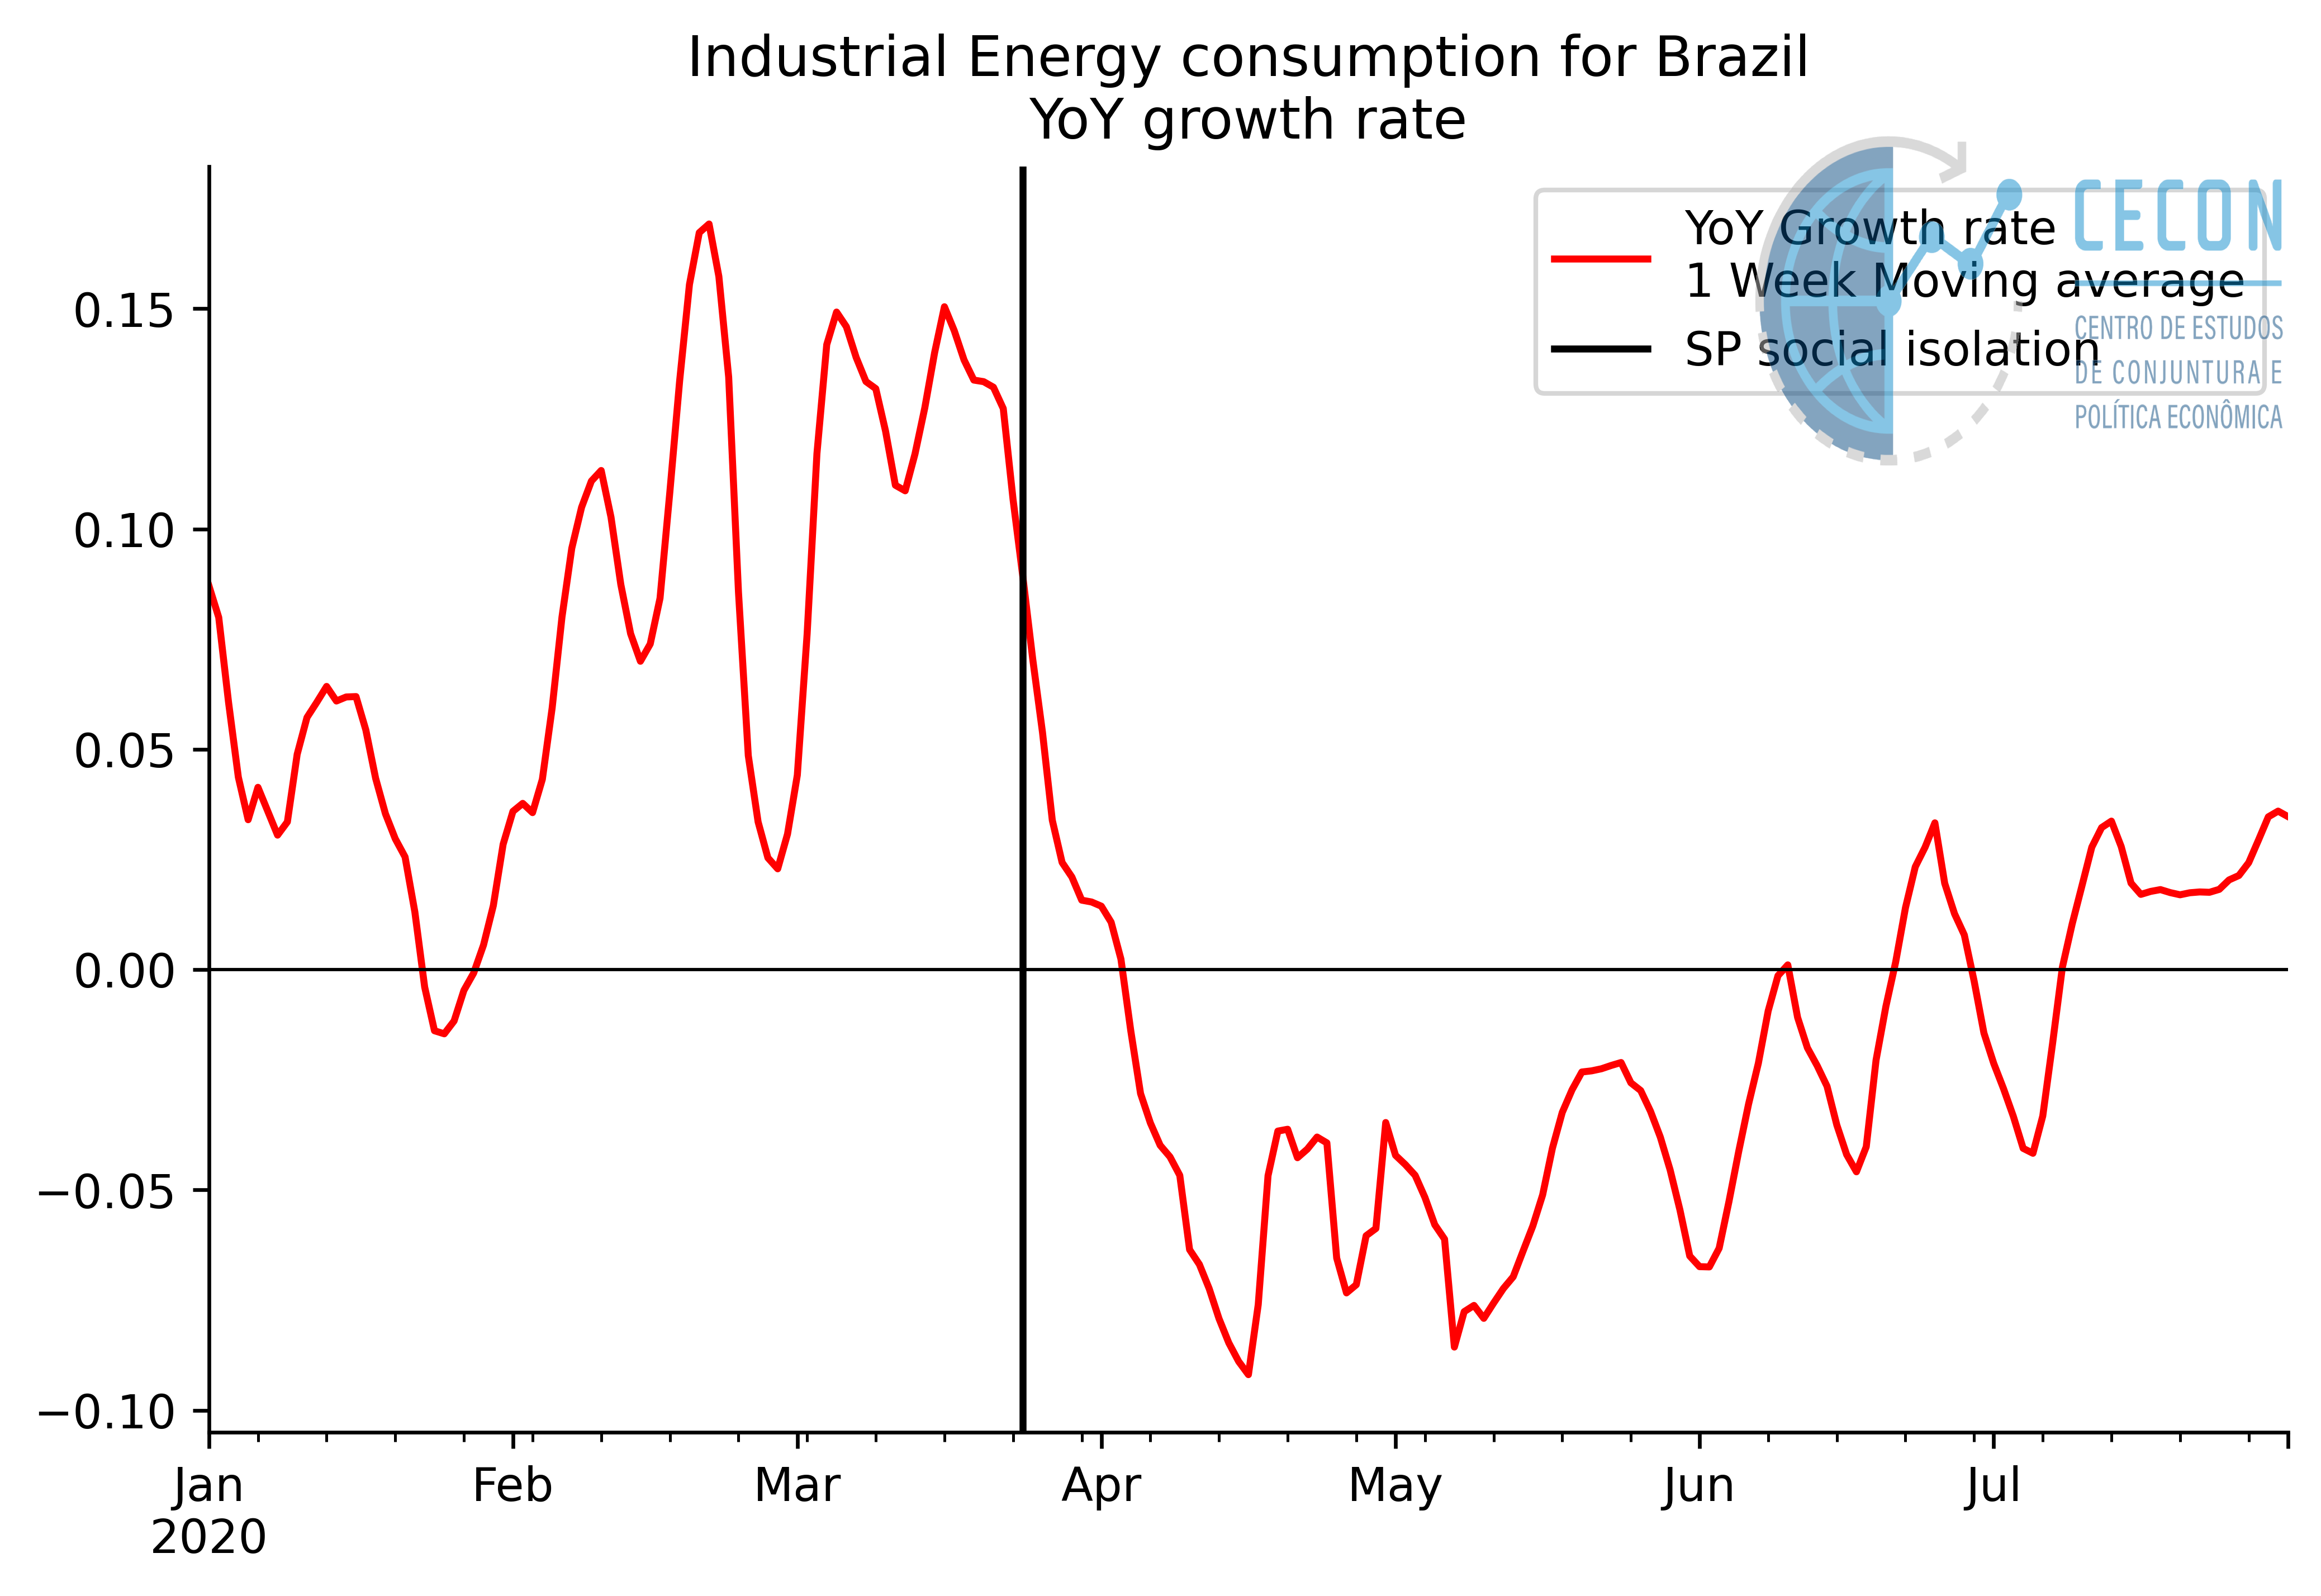 Industrial Energy consumption for Brazil
YoY growth rate
YoY Growth rate
1 Week Moving average
SP social isolation
CECON
CENTRO DE ESTUDOS
DE CONJUNTURA E
POLÍTICA ECONÔMICA
0.15
0.10
0.05
0.00
−0.05
−0.10
Jan Feb Mar Apr May Jun Jul
2020